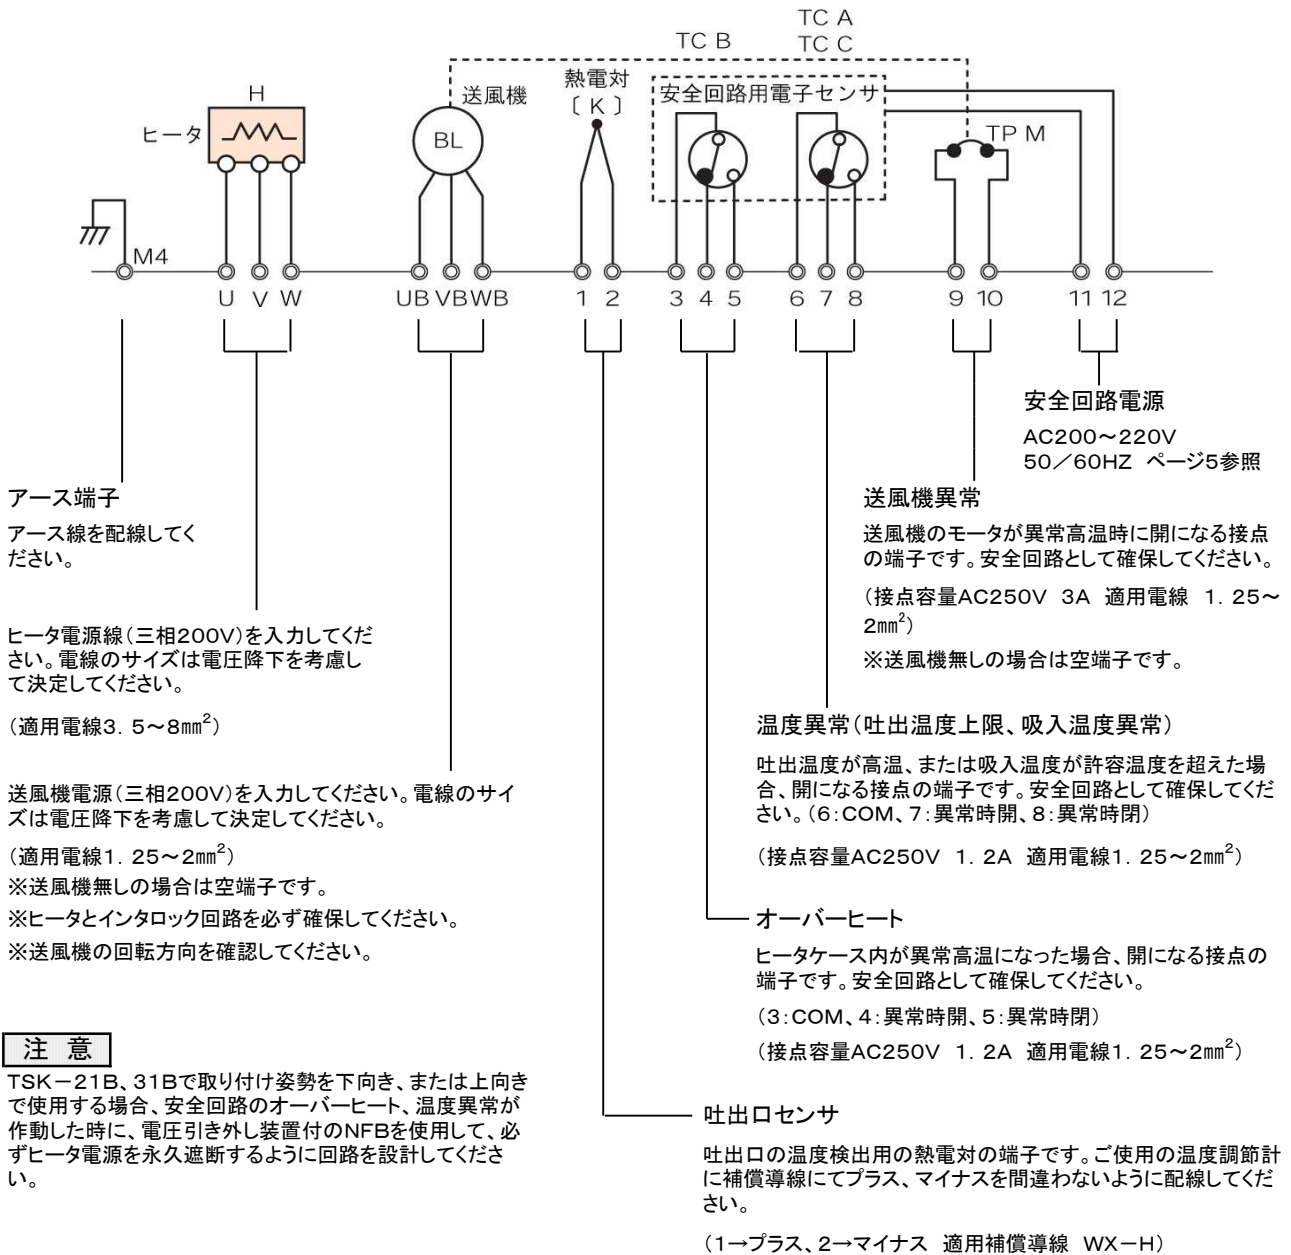 TC A
TC B
TC C
H
ヒータ
送風機
BL
熱電対
〔 K 〕
安全回路用電子センサ
TP M
M4
U V W
UB VB WB
1 2
3 4 5
6 7 8
9 10
11 12
安全回路電源
AC200～220V
50／60HZ ページ5参照
アース端子
アース線を配線してく
ださい。
送風機異常
送風機のモータが異常高温時に開になる接点
の端子です。安全回路として確保してください。
（接点容量AC250V 3A 適用電線 1．25～
2mm²）
※送風機無しの場合は空端子です。
ヒータ電源線（三相200V）を入力してくだ
さい。電線のサイズは電圧降下を考慮し
て決定してください。
（適用電線3．5～8mm²）
温度異常（吐出温度上限、吸入温度異常）
吐出温度が高温、または吸入温度が許容温度を超えた場
合、開になる接点の端子です。安全回路として確保してくだ
さい。（6：COM、7：異常時開、8：異常時閉）
（接点容量AC250V 1．2A 適用電線1．25～2mm²）
送風機電源（三相200V）を入力してください。電線のサイ
ズは電圧降下を考慮して決定してください。
（適用電線1．25～2mm²）
※送風機無しの場合は空端子です。
※ヒータとインタロック回路を必ず確保してください。
※送風機の回転方向を確認してください。
オーバーヒート
ヒータケース内が異常高温になった場合、開になる接点の
端子です。安全回路として確保してください。
（3：COM、4：異常時開、5：異常時閉）
（接点容量AC250V 1．2A 適用電線1．25～2mm²）
注 意
TSK－21B、31Bで取り付け姿勢を下向き、または上向き
で使用する場合、安全回路のオーバーヒート、温度異常が
作動した時に、電圧引き外し装置付のNFBを使用して、必
ずヒータ電源を永久遮断するように回路を設計してくださ
い。
吐出口センサ
吐出口の温度検出用の熱電対の端子です。ご使用の温度調節計
に補償導線にてプラス、マイナスを間違わないように配線してくだ
さい。
（1→プラス、2→マイナス 適用補償導線 WX－H）